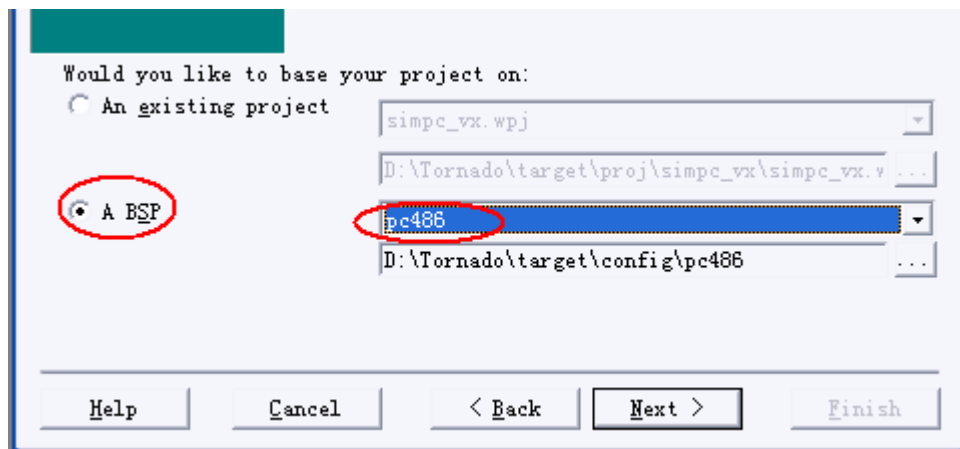 Would you like to base your project on:
An existing project
simpc_vx.wpj
D:\Tornado\target\proj\simpc_vx\simpc_vx.w
...
A BSP
pc486
D:\Tornado\target\config\pc486
...
Help
Cancel
< Back
Next >
Finish